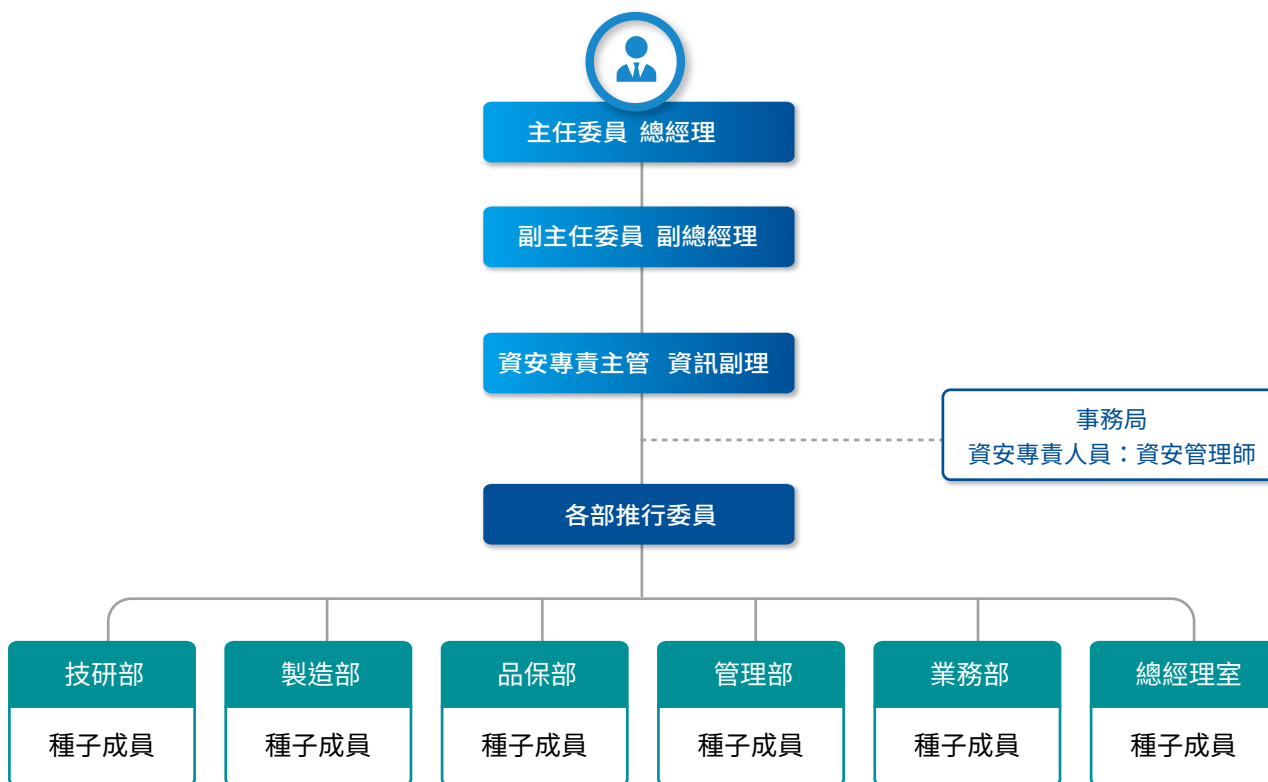 主任委員 總經理
副主任委員 副總經理
資安專責主管 資訊副理
事務局
資安專責人員：資安管理師
各部推行委員
技研部
製造部
品保部
管理部
業務部
總經理室
種子成員
種子成員
種子成員
種子成員
種子成員
種子成員